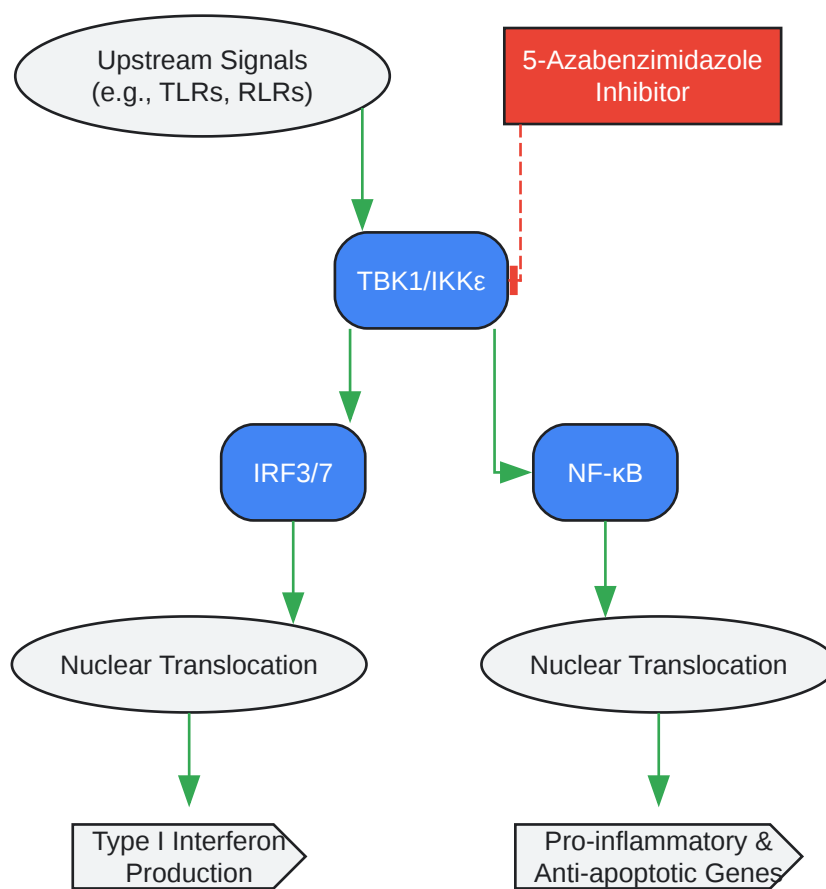 Upstream Signals
(e.g., TLRs, RLRs)
5-Azabenzimidazole
Inhibitor
TBK1/IKKε
IRF3/7
NF-κB
Nuclear Translocation
Nuclear Translocation
Type I Interferon
Production
Pro-inflammatory &
Anti-apoptotic Genes